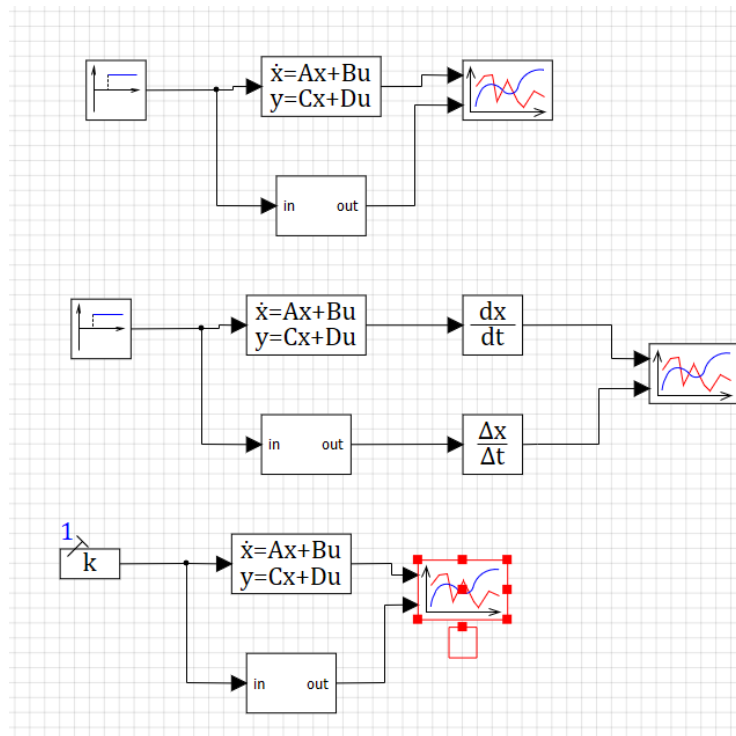 ẋ=Ax+Bu
y=Cx+Du
in out
ẋ=Ax+Bu
y=Cx+Du
dx
dt
in out
Δx
Δt
1
k
ẋ=Ax+Bu
y=Cx+Du
in out